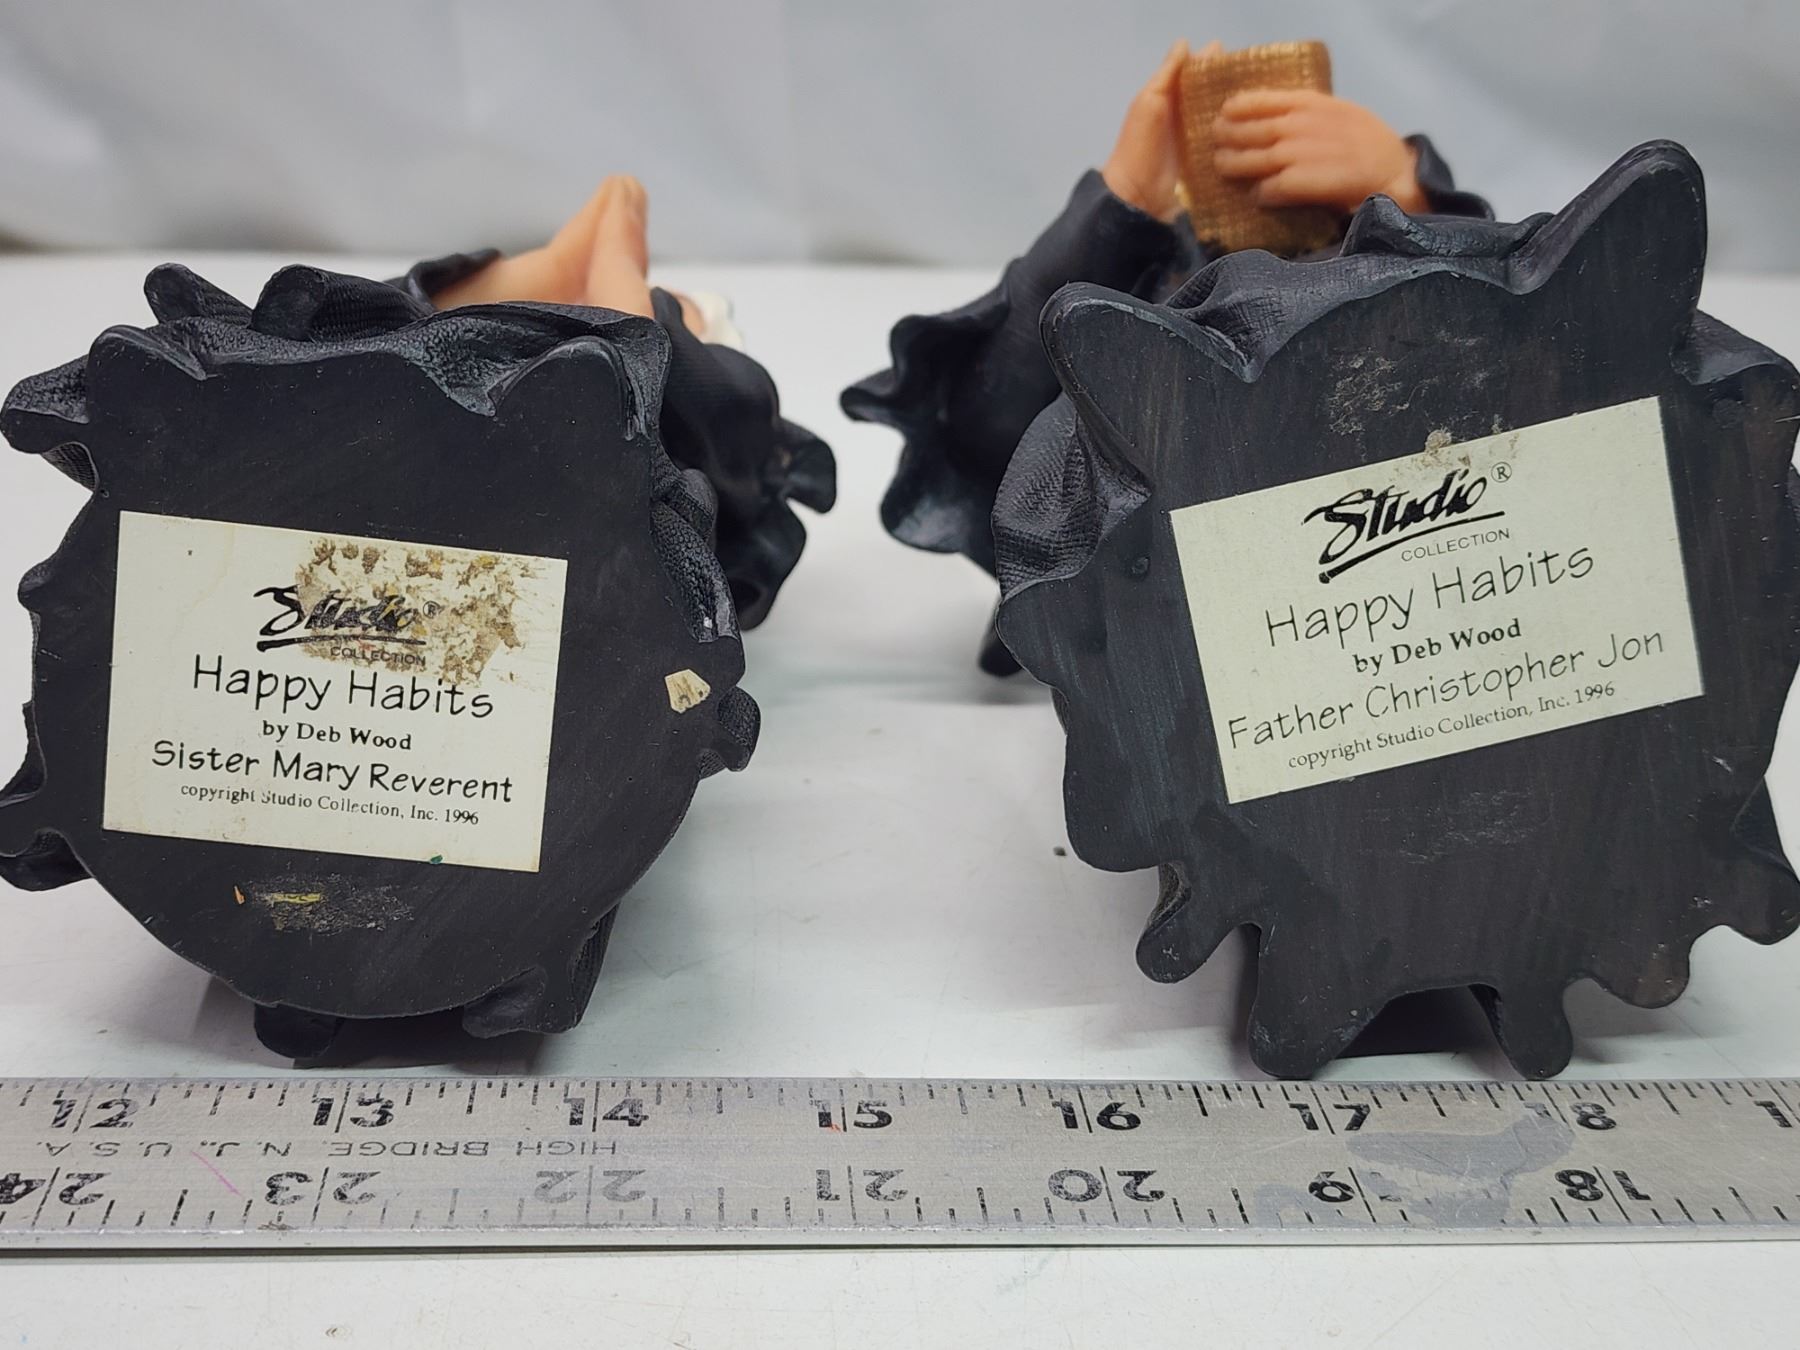 Studio®
COLLECTION
Happy Habits
by Deb Wood
Sister Mary Reverent
copyright Studio Collection, Inc. 1996
Studio®
COLLECTION
Happy Habits
by Deb Wood
Father Christopher Jon
copyright Studio Collection, Inc. 1996
12 13 14 15 16 17 18
HIGH BRIDGE, N.J., U.S.A.
24 23 22 21 20 19 18